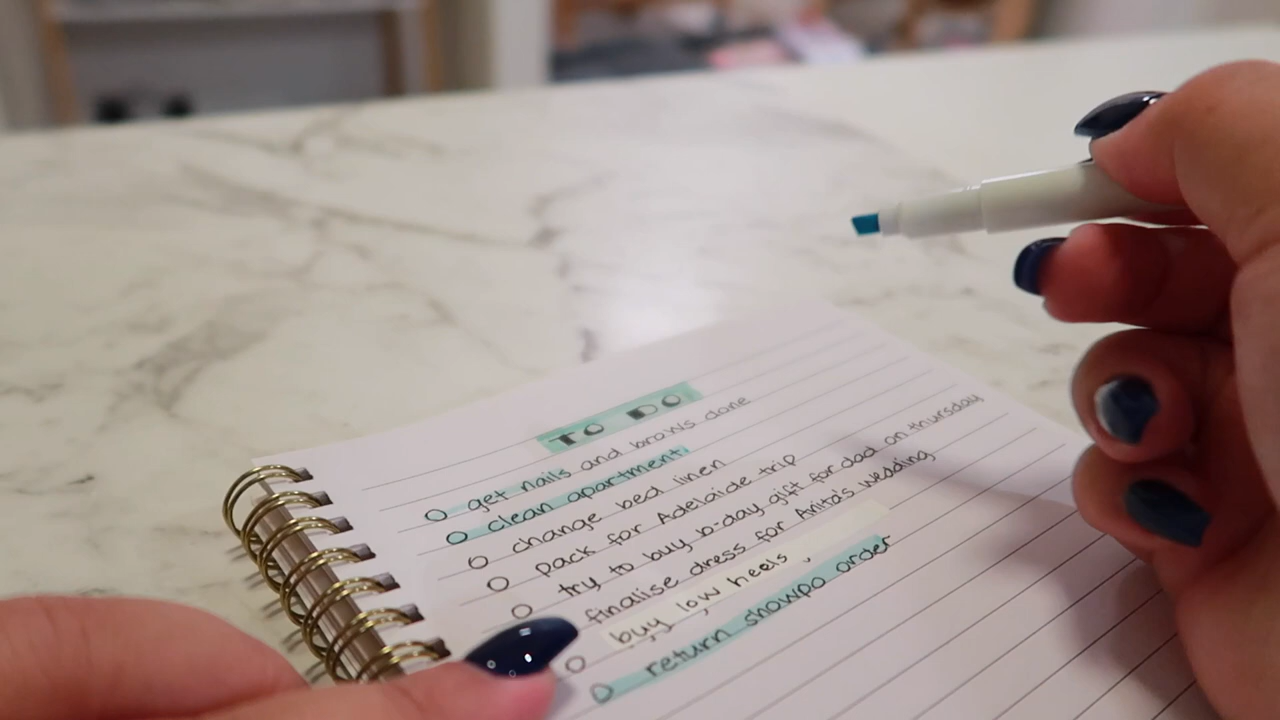 TO DO
get nails and brows done
clean apartment
change bed linen
pack for Adelaide trip
try to buy b-day gift for dad on thursday
finalise dress for Anita's wedding
buy low heels
return showpo order